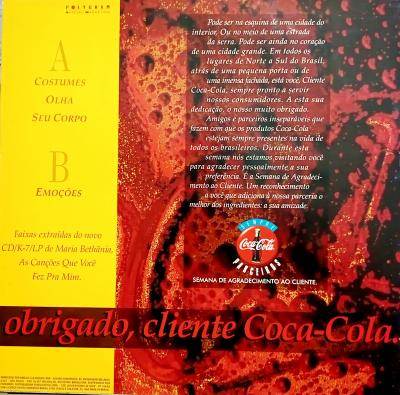 POLYGRAM
A
COSTUMES
OLHA
SEU CORPO
B
EMOÇÕES
Faixas extraídas do novo
CD/K-7/LP de Maria Bethânia,
As Canções Que Você
Fez Pra Mim.
Pode ser na esquina de uma cidade do
interior. Ou no meio de uma estrada
da serra. Pode ser ainda no coração
de uma cidade grande. Em todos os
lugares de Norte a Sul do Brasil,
atrás de uma pequena porta ou de
uma imensa fachada, está você. Cliente
Coca-Cola, sempre pronto a servir
nossos consumidores. A esta sua
dedicação, o nosso muito obrigado.
Amigos e parceiros inseparáveis que
fazem com que os produtos Coca-Cola
estejam sempre presentes na vida de
todos os brasileiros. Durante esta
semana nós estamos visitando você
para agradecer pessoalmente a sua
preferência. É a Semana de Agradeci-
mento ao Cliente. Um reconhecimento
a você que adiciona à nossa parceria o
melhor dos ingredientes: a sua amizade.
SEMPRE
Coca-Cola
PARCEIROS
SEMANA DE AGRADECIMENTO AO CLIENTE.
obrigado, cliente Coca-Cola.